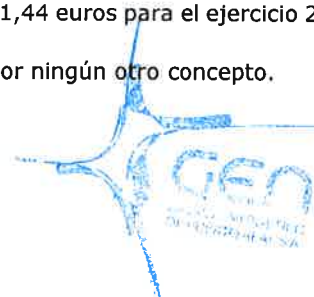 1,44 euros para el ejercicio 2
or ningún otro concepto.
GEN